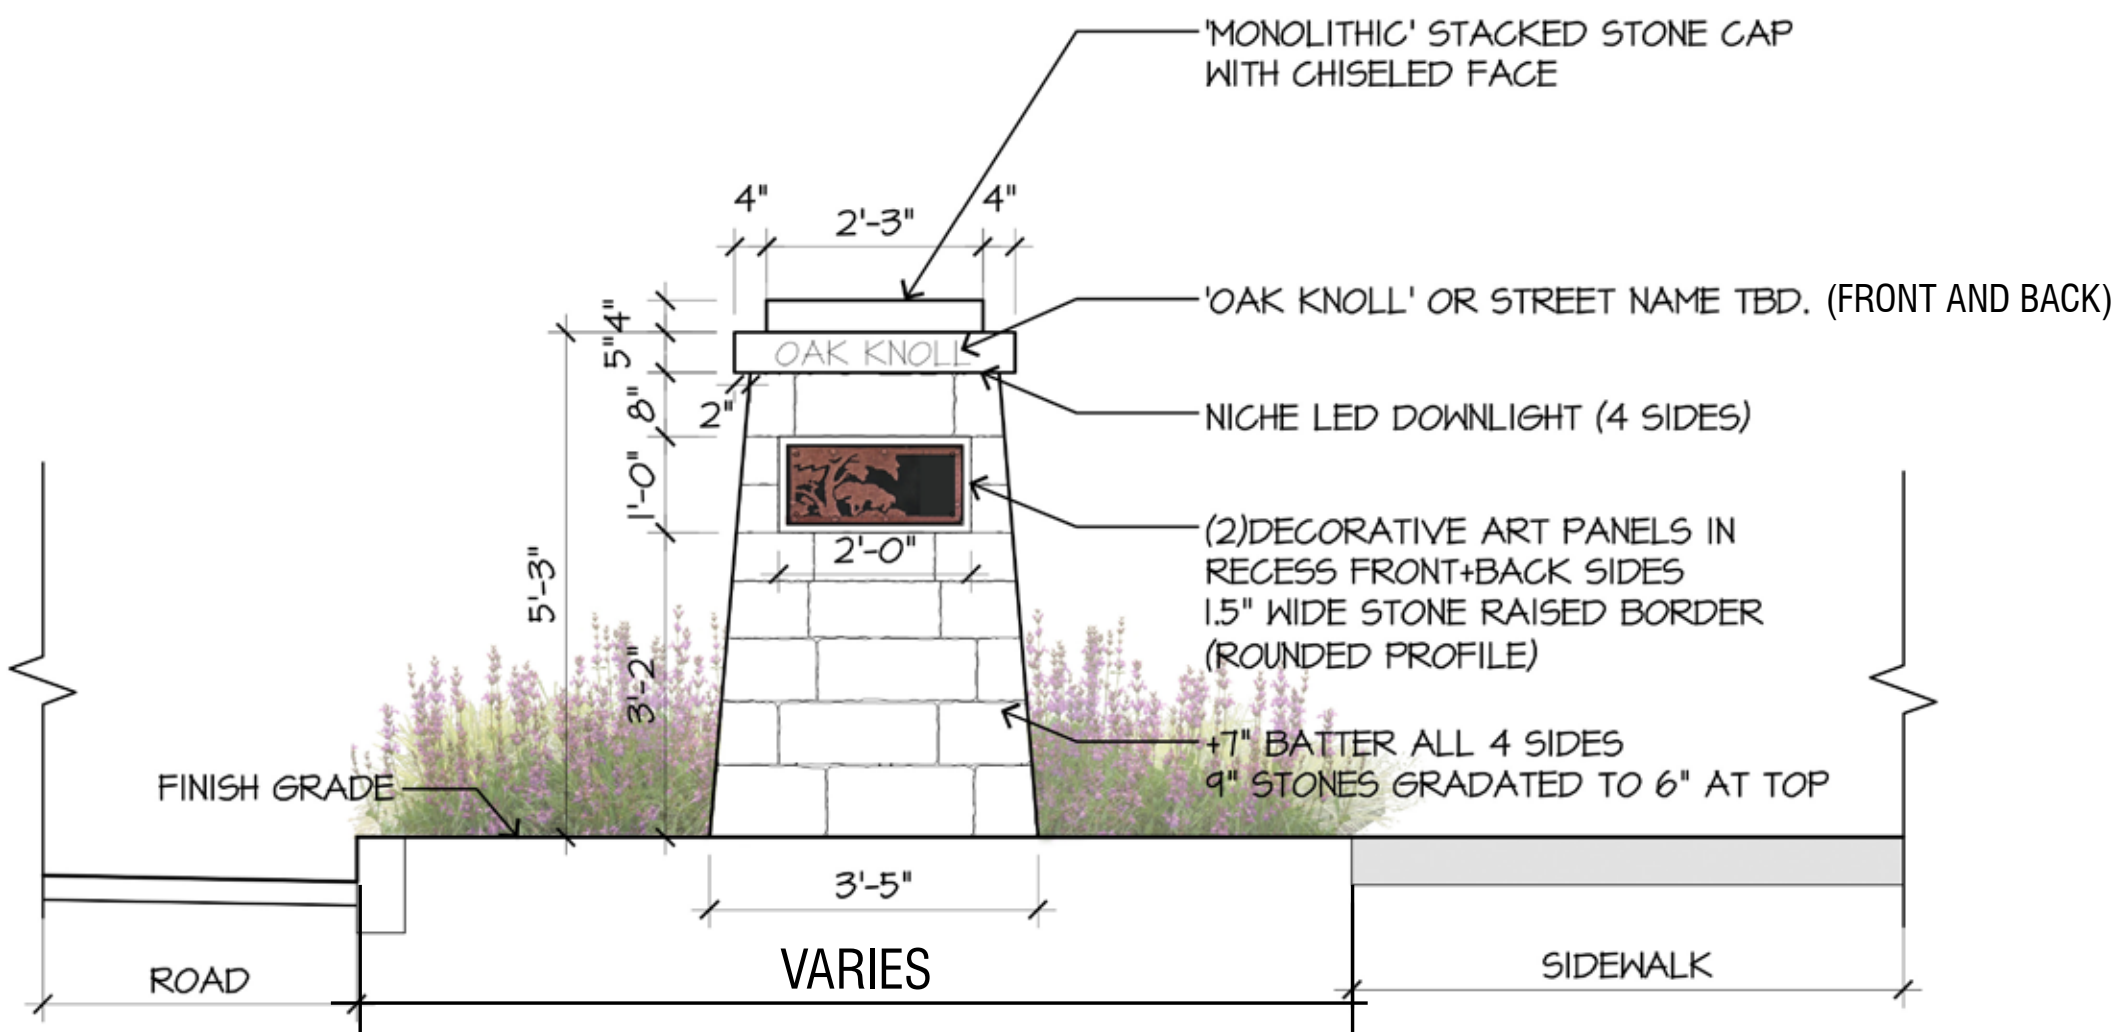 'MONOLITHIC' STACKED STONE CAP
WITH CHISELED FACE
4"
2'-3"
4"
'OAK KNOLL' OR STREET NAME TBD. (FRONT AND BACK)
4"
5"
OAK KNOLL
8"
2"
NICHE LED DOWNLIGHT (4 SIDES)
1'-0"
(2)DECORATIVE ART PANELS IN
RECESS FRONT+BACK SIDES
1.5" WIDE STONE RAISED BORDER
(ROUNDED PROFILE)
2'-0"
5'-3"
3'-2"
+7" BATTER ALL 4 SIDES
9" STONES GRADATED TO 6" AT TOP
FINISH GRADE
3'-5"
ROAD
VARIES
SIDEWALK